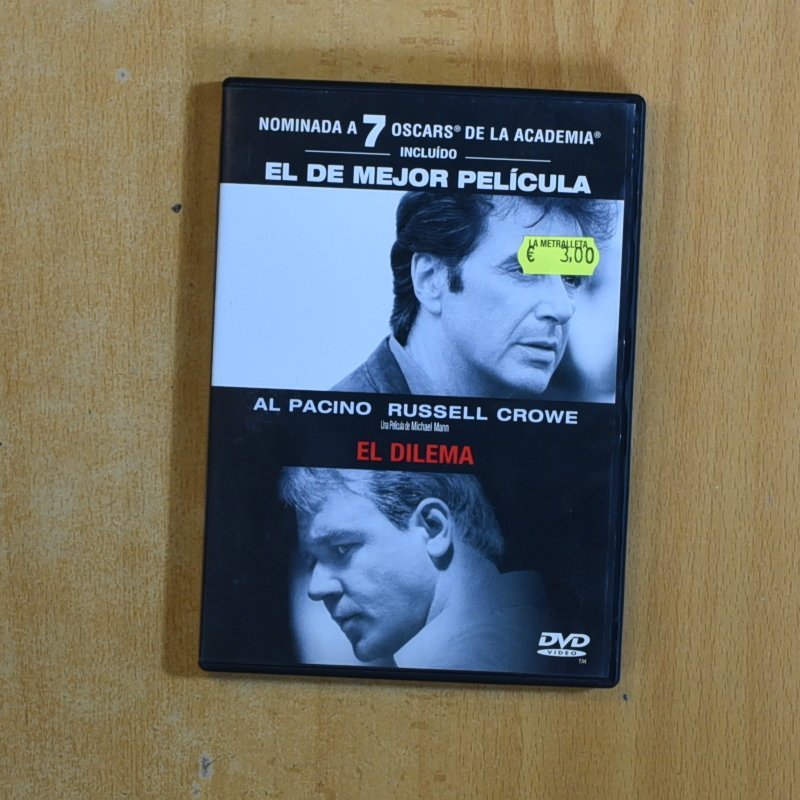 NOMINADA A 7 OSCARS® DE LA ACADEMIA®
INCLUÍDO
EL DE MEJOR PELÍCULA
LA METRALLETA
€ 3,00
AL PACINO RUSSELL CROWE
Una Película de Michael Mann
EL DILEMA
DVD
VIDEO
TM